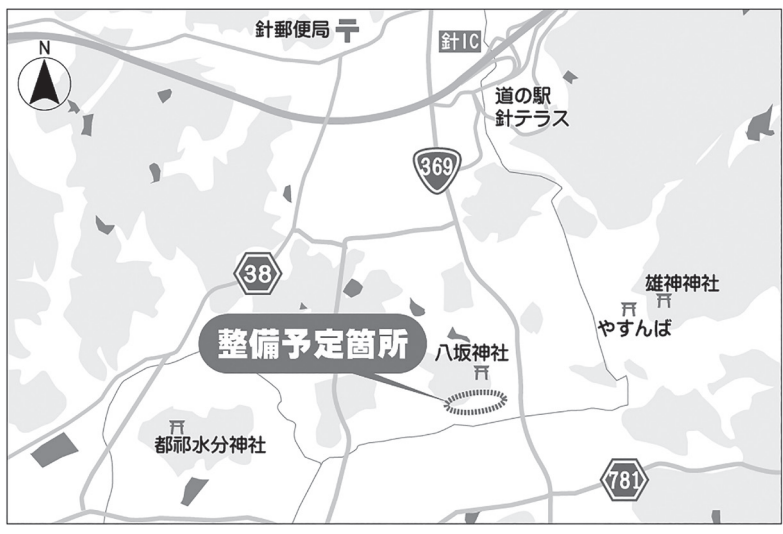 針郵便局
針IC
N
道の駅
針テラス
369
38
雄神神社
やすんば
整備予定箇所
八坂神社
都祁水分神社
781